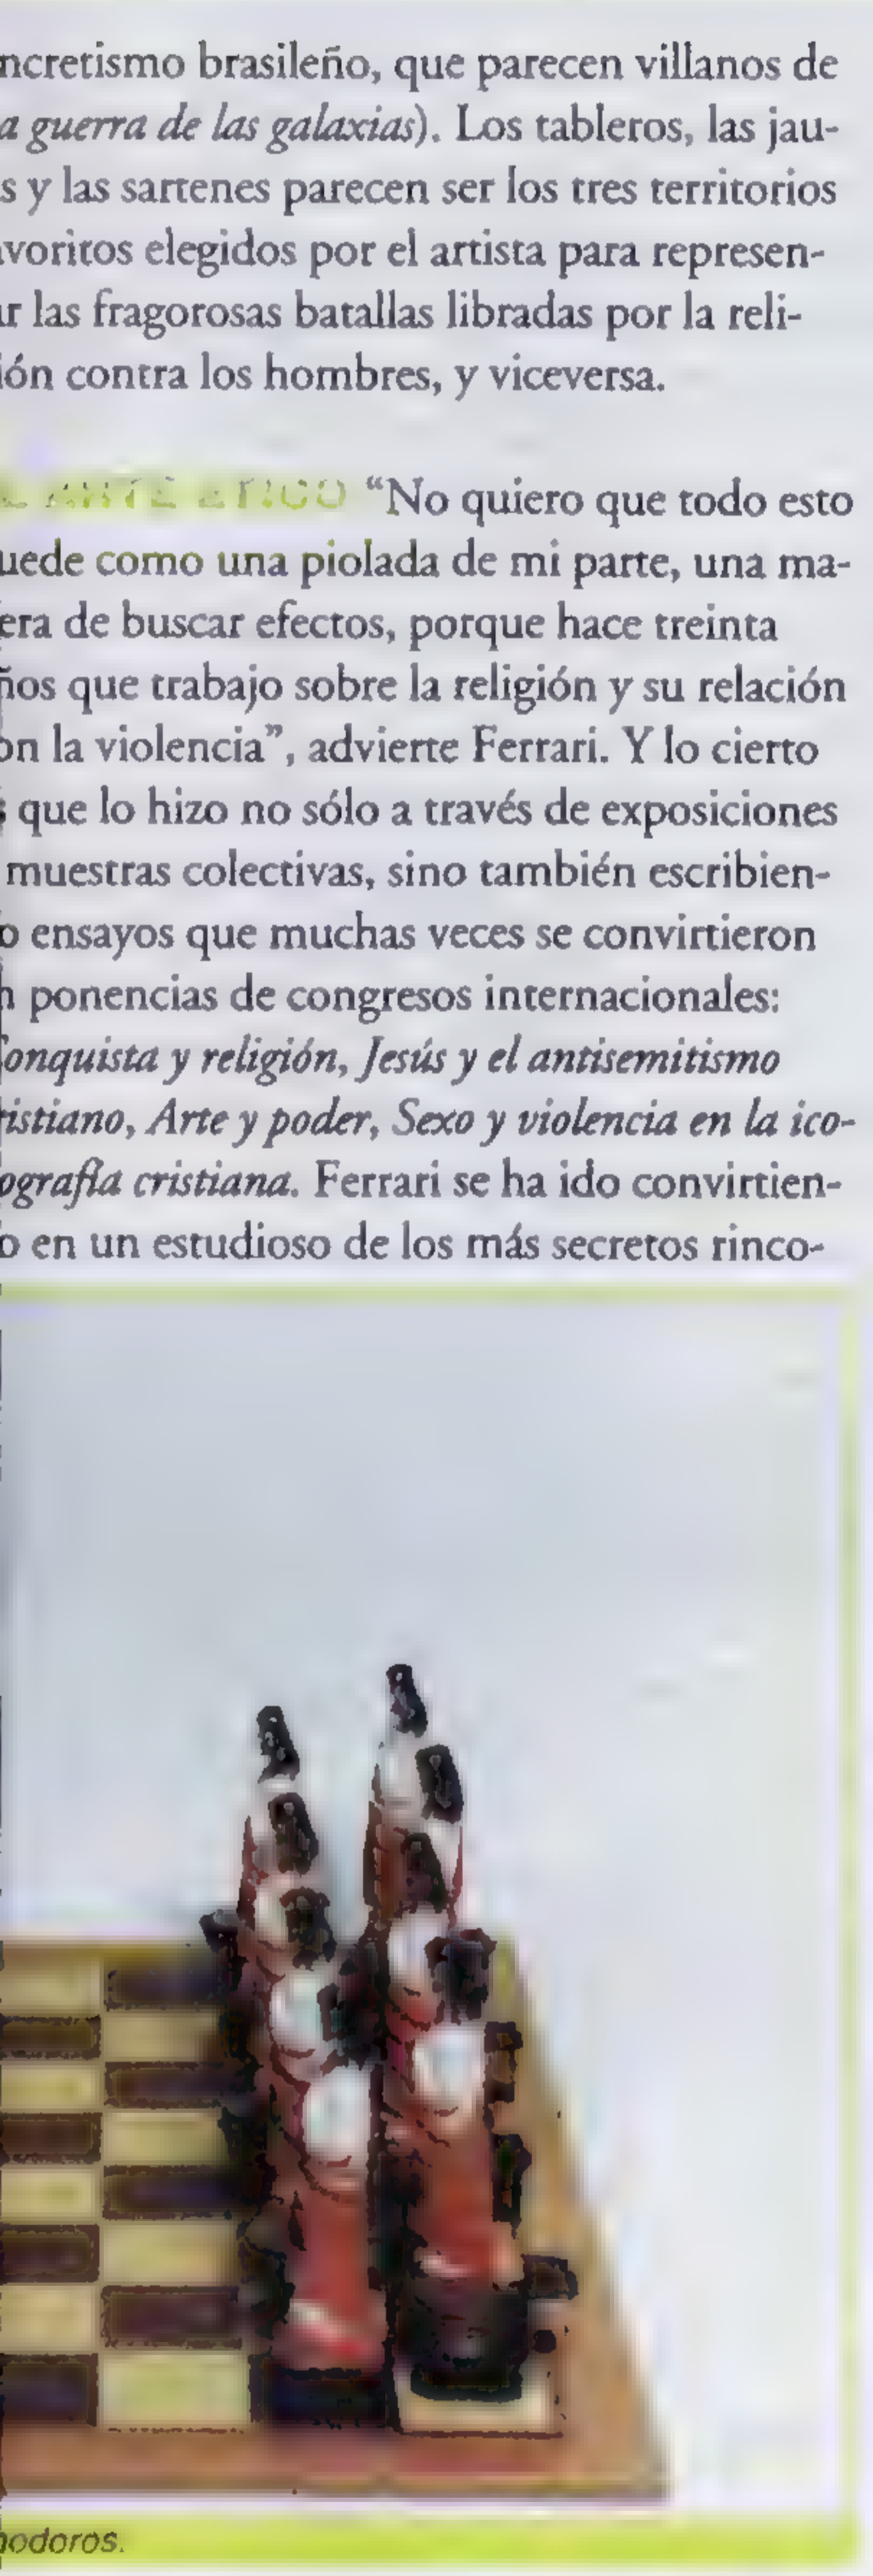 ncretismo brasileño, que parecen villanos de
a guerra de las galaxias). Los tableros, las jau-
s y las sartenes parecen ser los tres territorios
avoritos elegidos por el artista para represen-
ar las fragorosas batallas libradas por la reli-
ión contra los hombres, y viceversa.
“No quiero que todo esto
uede como una piolada de mi parte, una ma-
era de buscar efectos, porque hace treinta
ños que trabajo sobre la religión y su relación
on la violencia”, advierte Ferrari. Y lo cierto
s que lo hizo no sólo a través de exposiciones
muestras colectivas, sino también escribien-
o ensayos que muchas veces se convirtieron
n ponencias de congresos internacionales:
Conquista y religión, Jesús y el antisemitismo
ristiano, Arte y poder, Sexo y violencia en la ico-
ografía cristiana. Ferrari se ha ido convirtien-
o en un estudioso de los más secretos rinco-
nodoros.